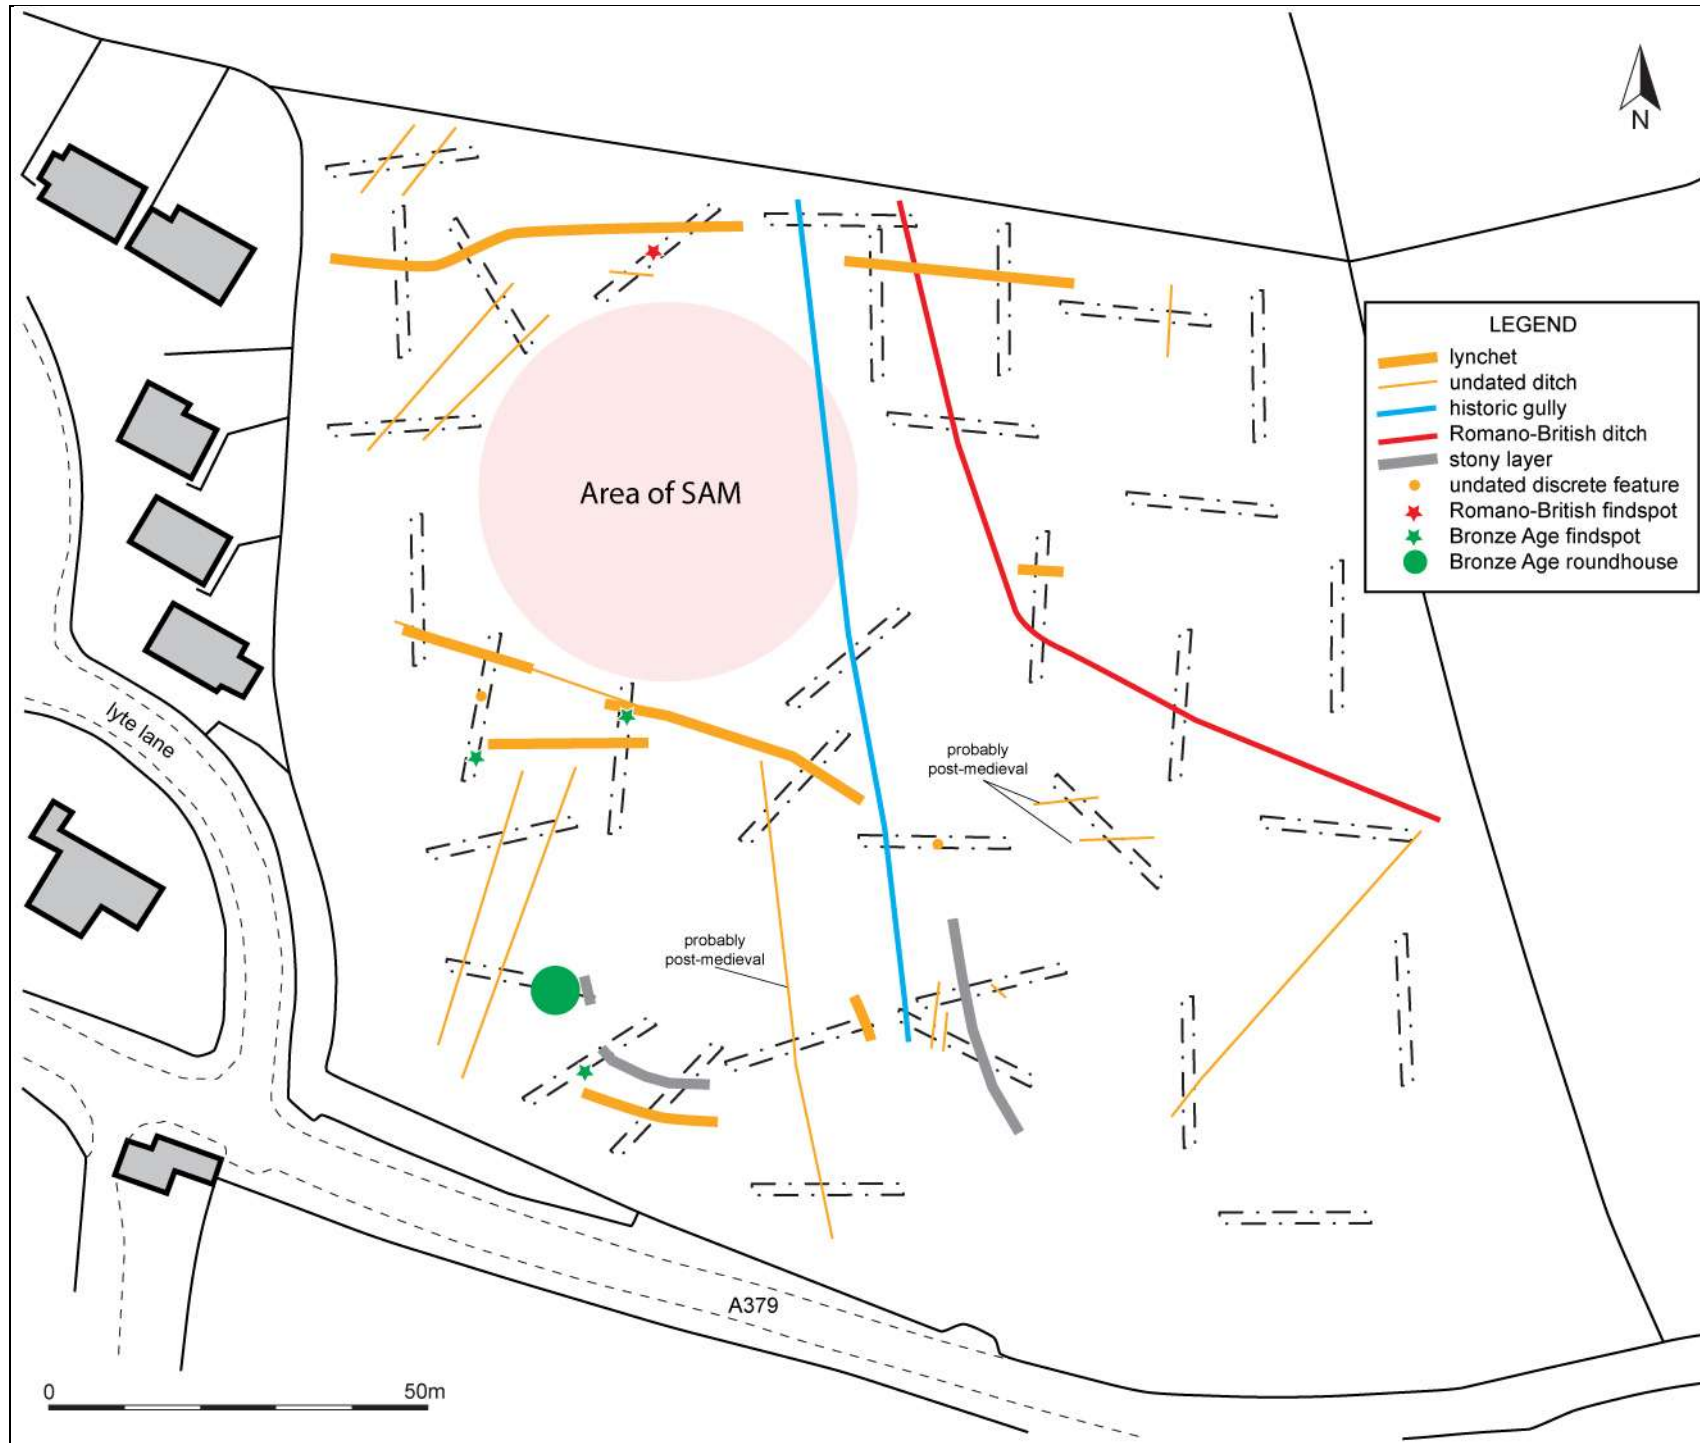 N
LEGEND
lynchet
undated ditch
historic gully
Romano-British ditch
stony layer
undated discrete feature
Romano-British findspot
Bronze Age findspot
Bronze Age roundhouse
Area of SAM
lyte lane
probably
post-medieval
probably
post-medieval
A379
0 50m